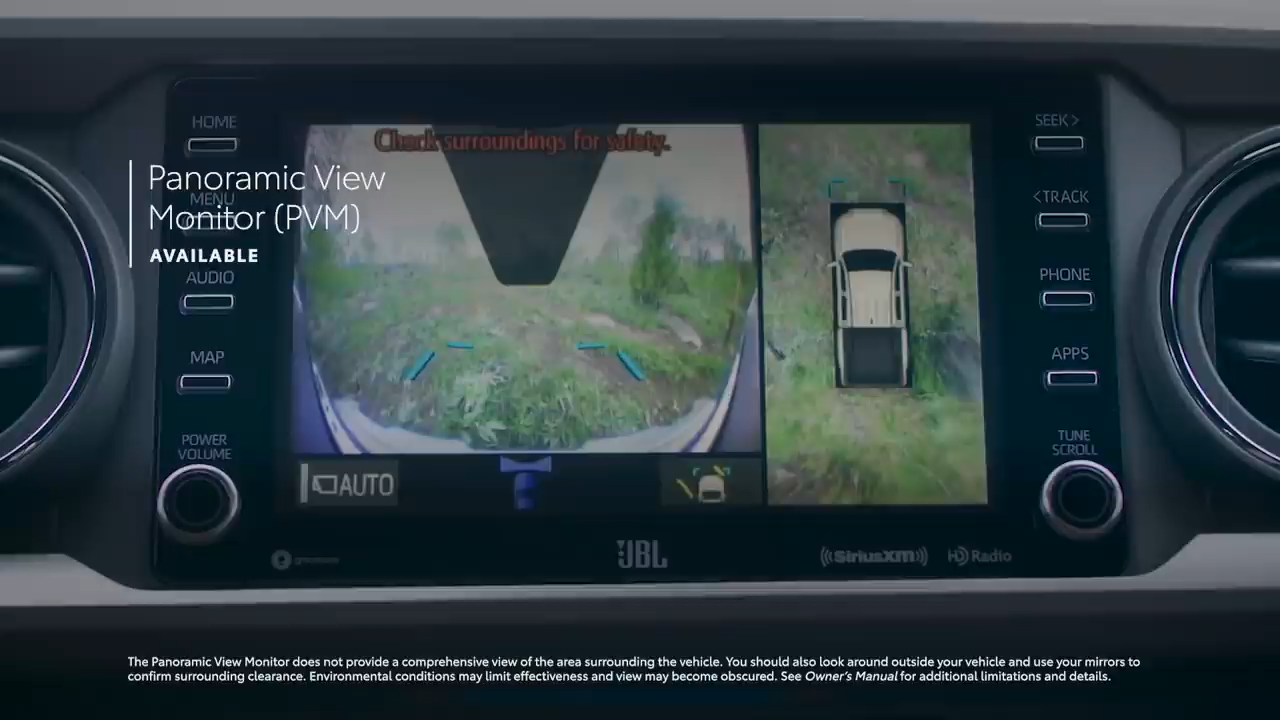 Check surroundings for safety.
HOME
Panoramic View
MENU
Monitor (PVM)
AVAILABLE
AUDIO
MAP
POWER
VOLUME
SEEK>
<TRACK
PHONE
APPS
TUNE
SCROLL
AUTO
JBL
SiriusXM
HD Radio
The Panoramic View Monitor does not provide a comprehensive view of the area surrounding the vehicle. You should also look around outside your vehicle and use your mirrors to
confirm surrounding clearance. Environmental conditions may limit effectiveness and view may become obscured. See Owner's Manual for additional limitations and details.